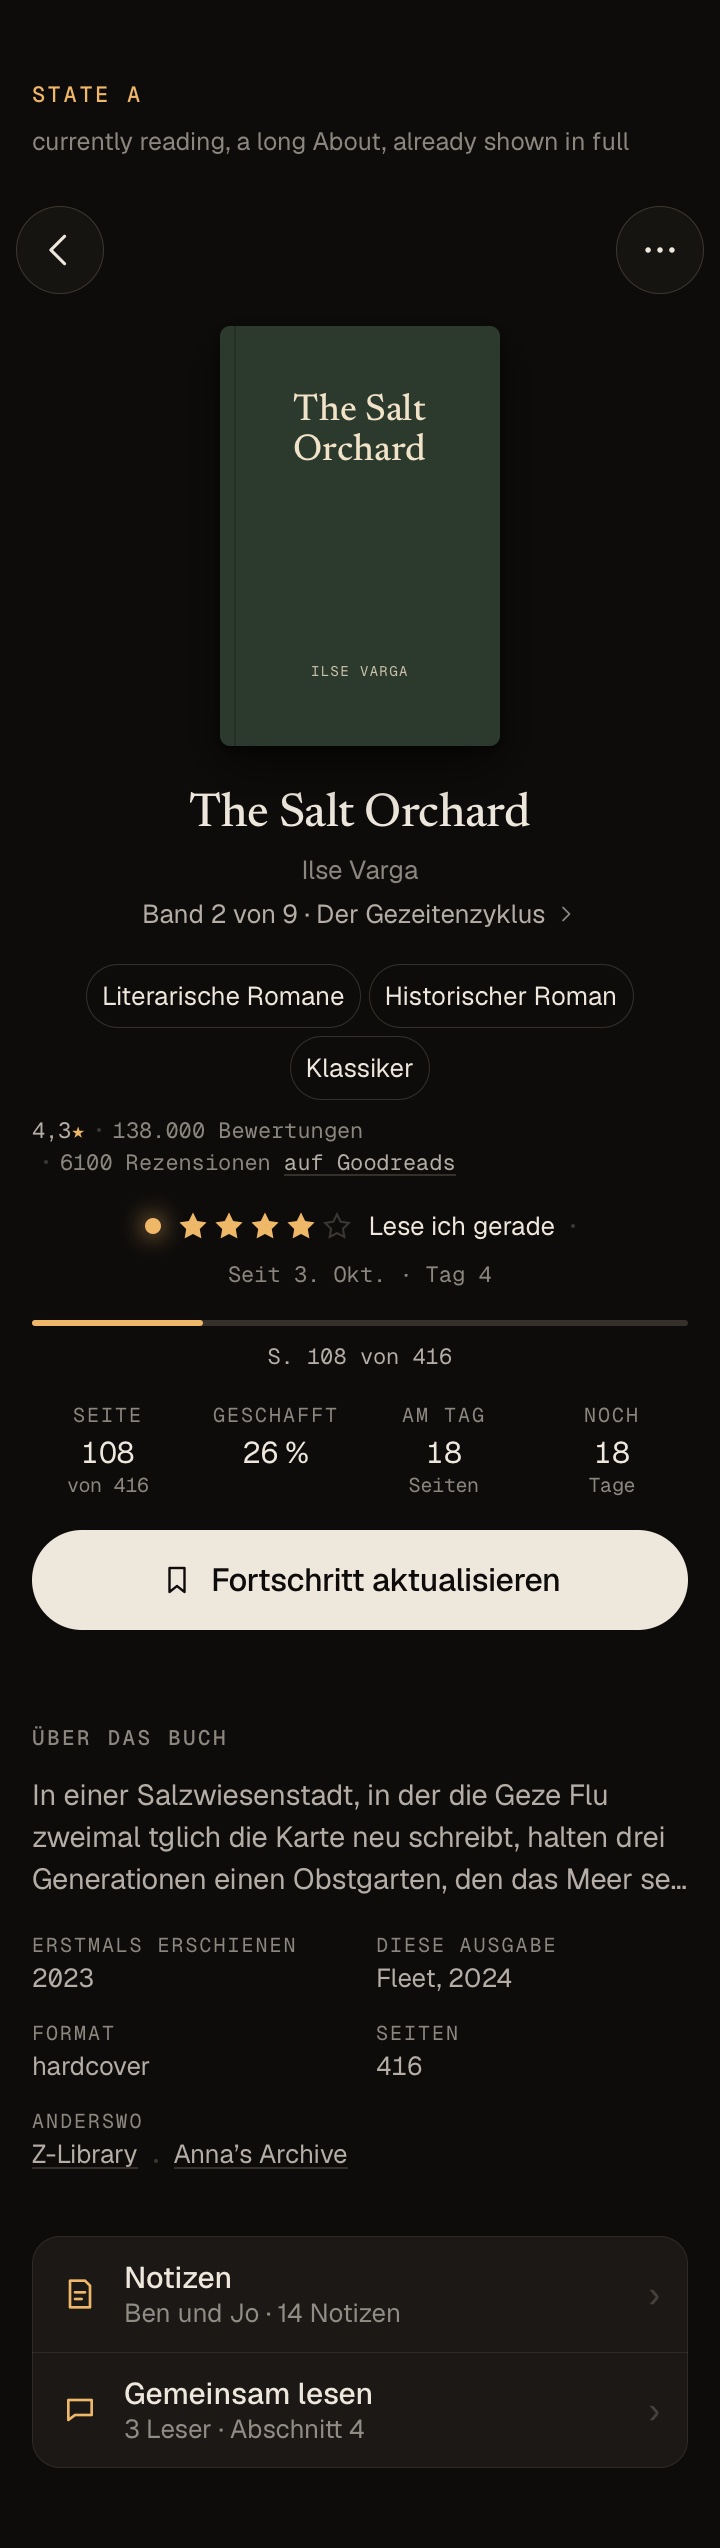 STATE A
currently reading, a long About, already shown in full
The Salt
Orchard
ILSE VARGA
The Salt Orchard
Ilse Varga
Band 2 von 9 · Der Gezeitenzyklus
Literarische Romane
Historischer Roman
Klassiker
4,3★ · 138.000 Bewertungen
· 6100 Rezensionen auf Goodreads
Lese ich gerade ·
Seit 3. Okt. · Tag 4
S. 108 von 416
SEITE GESCHAFFT AM TAG NOCH
108 26 % 18 18
von 416 Seiten Tage
Fortschritt aktualisieren
ÜBER DAS BUCH
In einer Salzwiesenstadt, in der die Geze Flu
zweimal tglich die Karte neu schreibt, halten drei
Generationen einen Obstgarten, den das Meer se…
ERSTMALS ERSCHIENEN DIESE AUSGABE
2023 Fleet, 2024
FORMAT SEITEN
hardcover 416
ANDERSWO
Z-Library · Anna’s Archive
Notizen
Ben und Jo · 14 Notizen
Gemeinsam lesen
3 Leser · Abschnitt 4